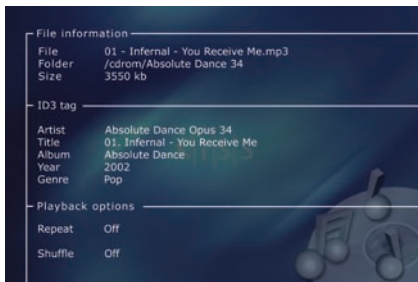 File information
File 01 - Infernal - You Receive Me.mp3
Folder /cdrom/Absolute Dance 34
Size 3550 kb
ID3 tag
Artist Absolute Dance Opus 34
Title 01. Infernal - You Receive Me
Album Absolute Dance
Year 2002
Genre Pop
Playback options
Repeat Off
Shuffle Off